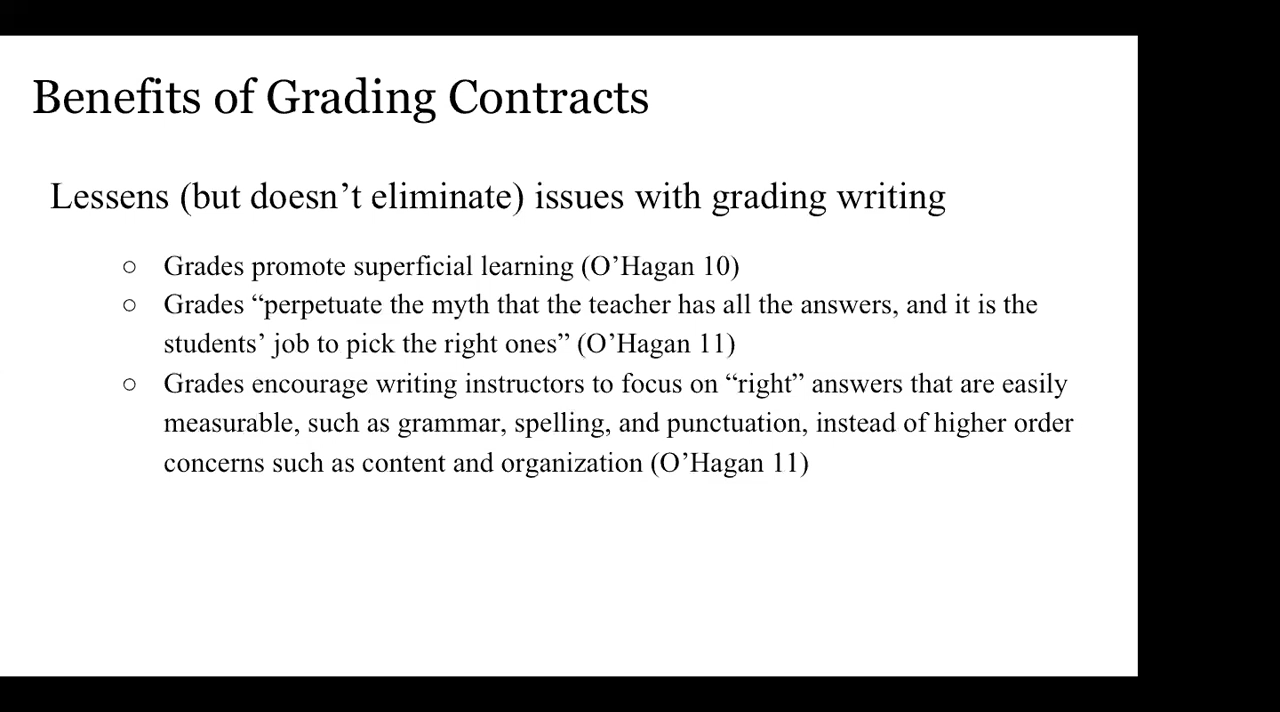 Benefits of Grading Contracts
Lessens (but doesn’t eliminate) issues with grading writing
○ Grades promote superficial learning (O’Hagan 10)
○ Grades “perpetuate the myth that the teacher has all the answers, and it is the
students’ job to pick the right ones” (O’Hagan 11)
○ Grades encourage writing instructors to focus on “right” answers that are easily
measurable, such as grammar, spelling, and punctuation, instead of higher order
concerns such as content and organization (O’Hagan 11)